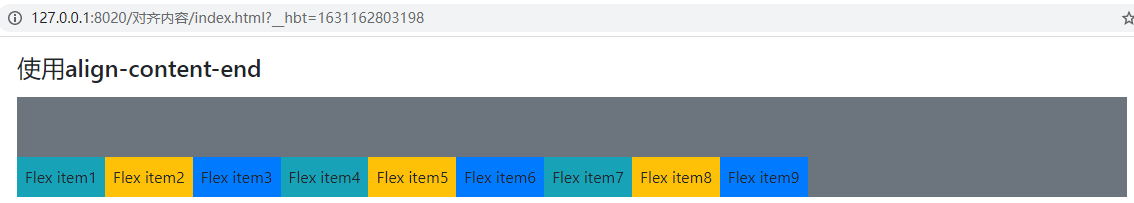 127.0.0.1:8020/对齐内容/index.html?__hbt=1631162803198
使用align-content-end
Flex item1 Flex item2 Flex item3 Flex item4 Flex item5 Flex item6 Flex item7 Flex item8 Flex item9